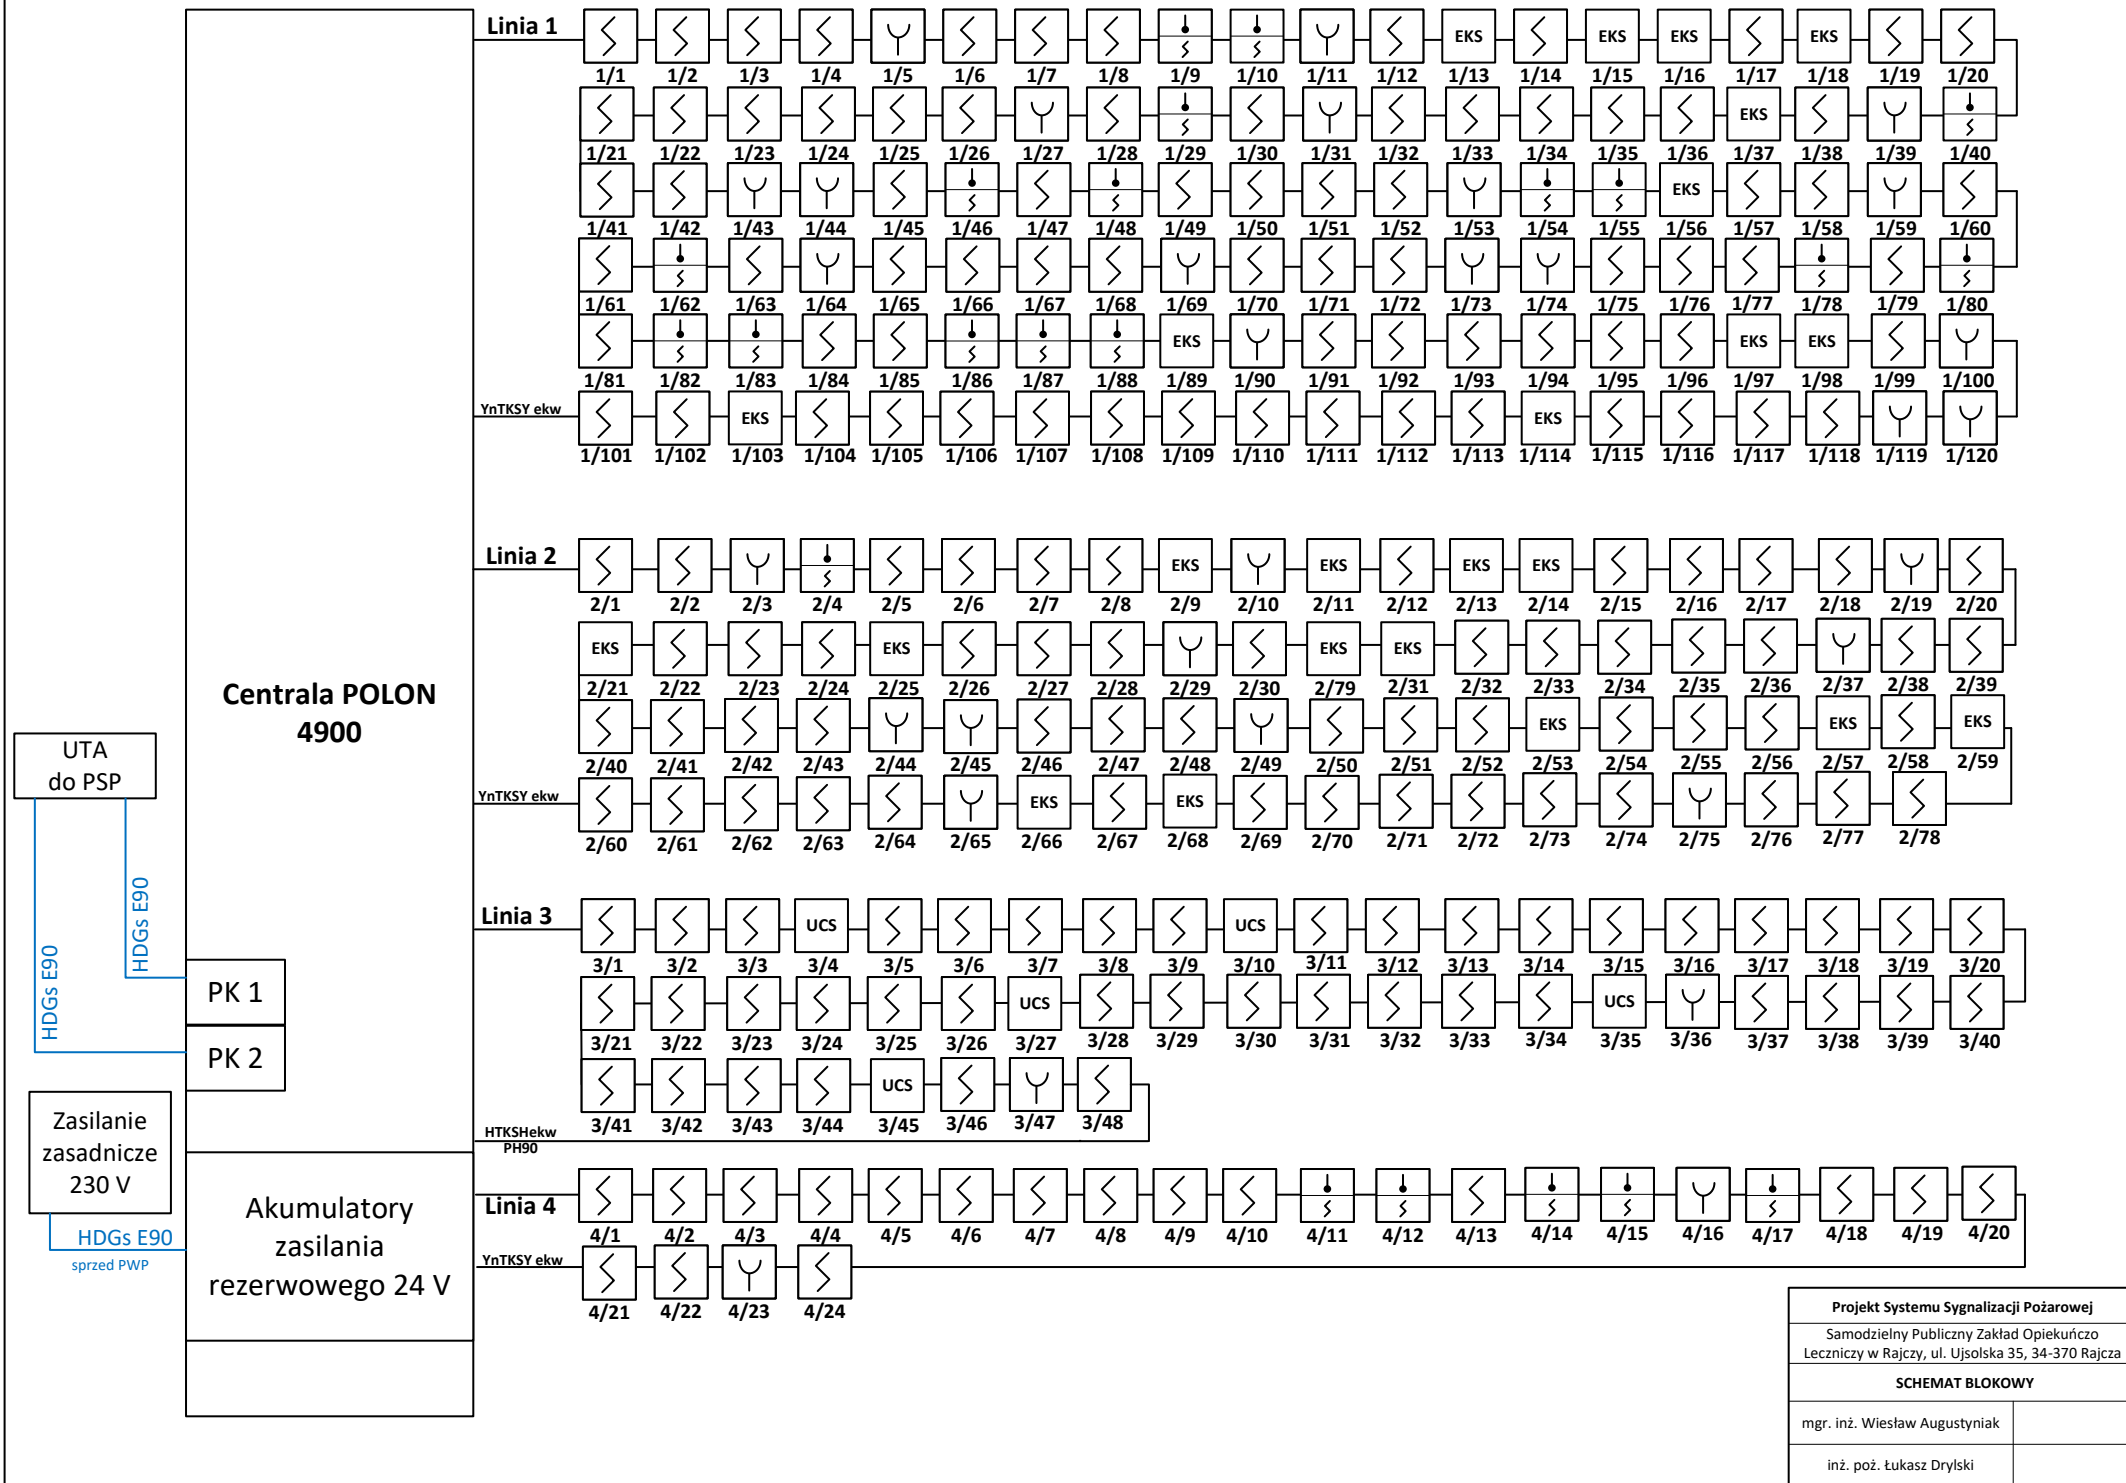 Linia 1
EKS EKS EKS EKS
1/1 1/2 1/3 1/4 1/5 1/6 1/7 1/8 1/9 1/10 1/11 1/12 1/13 1/14 1/15 1/16 1/17 1/18 1/19 1/20
EKS
1/21 1/22 1/23 1/24 1/25 1/26 1/27 1/28 1/29 1/30 1/31 1/32 1/33 1/34 1/35 1/36 1/37 1/38 1/39 1/40
EKS
1/41 1/42 1/43 1/44 1/45 1/46 1/47 1/48 1/49 1/50 1/51 1/52 1/53 1/54 1/55 1/56 1/57 1/58 1/59 1/60
1/61 1/62 1/63 1/64 1/65 1/66 1/67 1/68 1/69 1/70 1/71 1/72 1/73 1/74 1/75 1/76 1/77 1/78 1/79 1/80
EKS EKS EKS
1/81 1/82 1/83 1/84 1/85 1/86 1/87 1/88 1/89 1/90 1/91 1/92 1/93 1/94 1/95 1/96 1/97 1/98 1/99 1/100
YnTKSY ekw
EKS EKS
1/101 1/102 1/103 1/104 1/105 1/106 1/107 1/108 1/109 1/110 1/111 1/112 1/113 1/114 1/115 1/116 1/117 1/118 1/119 1/120
Linia 2
EKS EKS EKS EKS
2/1 2/2 2/3 2/4 2/5 2/6 2/7 2/8 2/9 2/10 2/11 2/12 2/13 2/14 2/15 2/16 2/17 2/18 2/19 2/20
EKS EKS EKS EKS
2/21 2/22 2/23 2/24 2/25 2/26 2/27 2/28 2/29 2/30 2/79 2/31 2/32 2/33 2/34 2/35 2/36 2/37 2/38 2/39
EKS EKS EKS
2/40 2/41 2/42 2/43 2/44 2/45 2/46 2/47 2/48 2/49 2/50 2/51 2/52 2/53 2/54 2/55 2/56 2/57 2/58 2/59
YnTKSY ekw
EKS EKS
2/60 2/61 2/62 2/63 2/64 2/65 2/66 2/67 2/68 2/69 2/70 2/71 2/72 2/73 2/74 2/75 2/76 2/77 2/78
Linia 3
UCS UCS
3/1 3/2 3/3 3/4 3/5 3/6 3/7 3/8 3/9 3/10 3/11 3/12 3/13 3/14 3/15 3/16 3/17 3/18 3/19 3/20
UCS UCS
3/21 3/22 3/23 3/24 3/25 3/26 3/27 3/28 3/29 3/30 3/31 3/32 3/33 3/34 3/35 3/36 3/37 3/38 3/39 3/40
UCS
3/41 3/42 3/43 3/44 3/45 3/46 3/47 3/48
HTKSHekw
PH90
Linia 4
4/1 4/2 4/3 4/4 4/5 4/6 4/7 4/8 4/9 4/10 4/11 4/12 4/13 4/14 4/15 4/16 4/17 4/18 4/19 4/20
YnTKSY ekw
4/21 4/22 4/23 4/24
Centrala POLON
4900
UTA
do PSP
HDGs E90
HDGs E90
PK 1
PK 2
Zasilanie
zasadnicze
230 V
HDGs E90
sprzed PWP
Akumulatory
zasilania
rezerwowego 24 V
Projekt Systemu Sygnalizacji Pożarowej
Samodzielny Publiczny Zakład Opiekuńczo
Leczniczy w Rajczy, ul. Ujsolska 35, 34-370 Rajcza
SCHEMAT BLOKOWY
mgr. inż. Wiesław Augustyniak
inż. poż. Łukasz Drylski